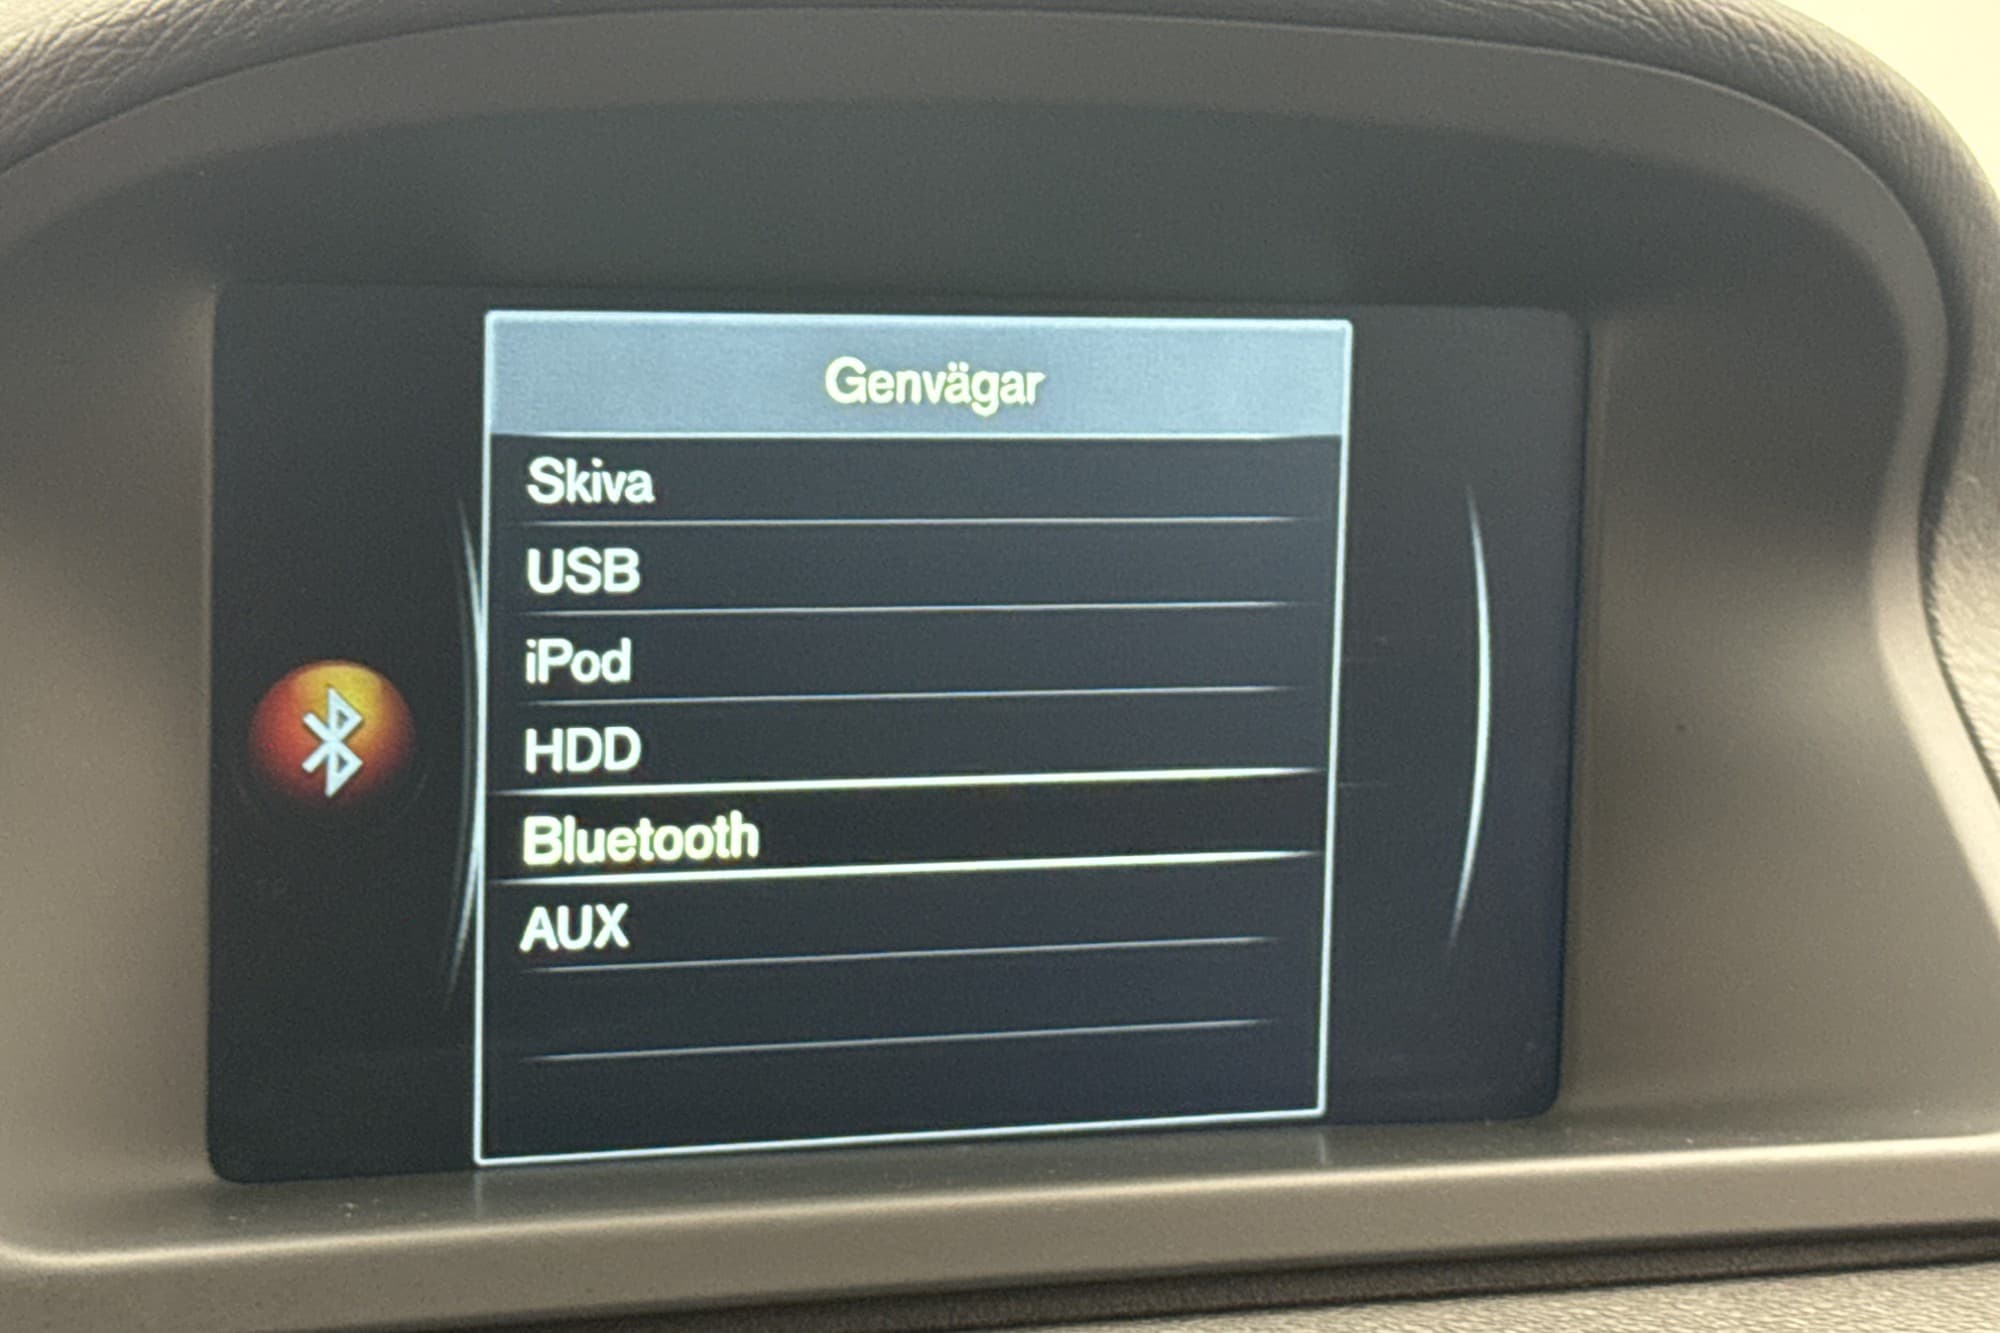 Genvägar
Skiva
USB
iPod
HDD
Bluetooth
AUX